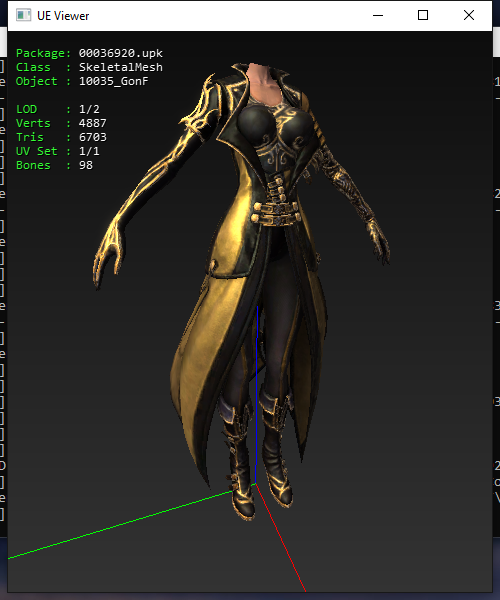 UE Viewer
Package: 00036920.upk
Class  : SkeletalMesh
Object : 10035_GonF
LOD    : 1/2
Verts  : 4887
Tris   : 6703
UV Set : 1/1
Bones  : 98